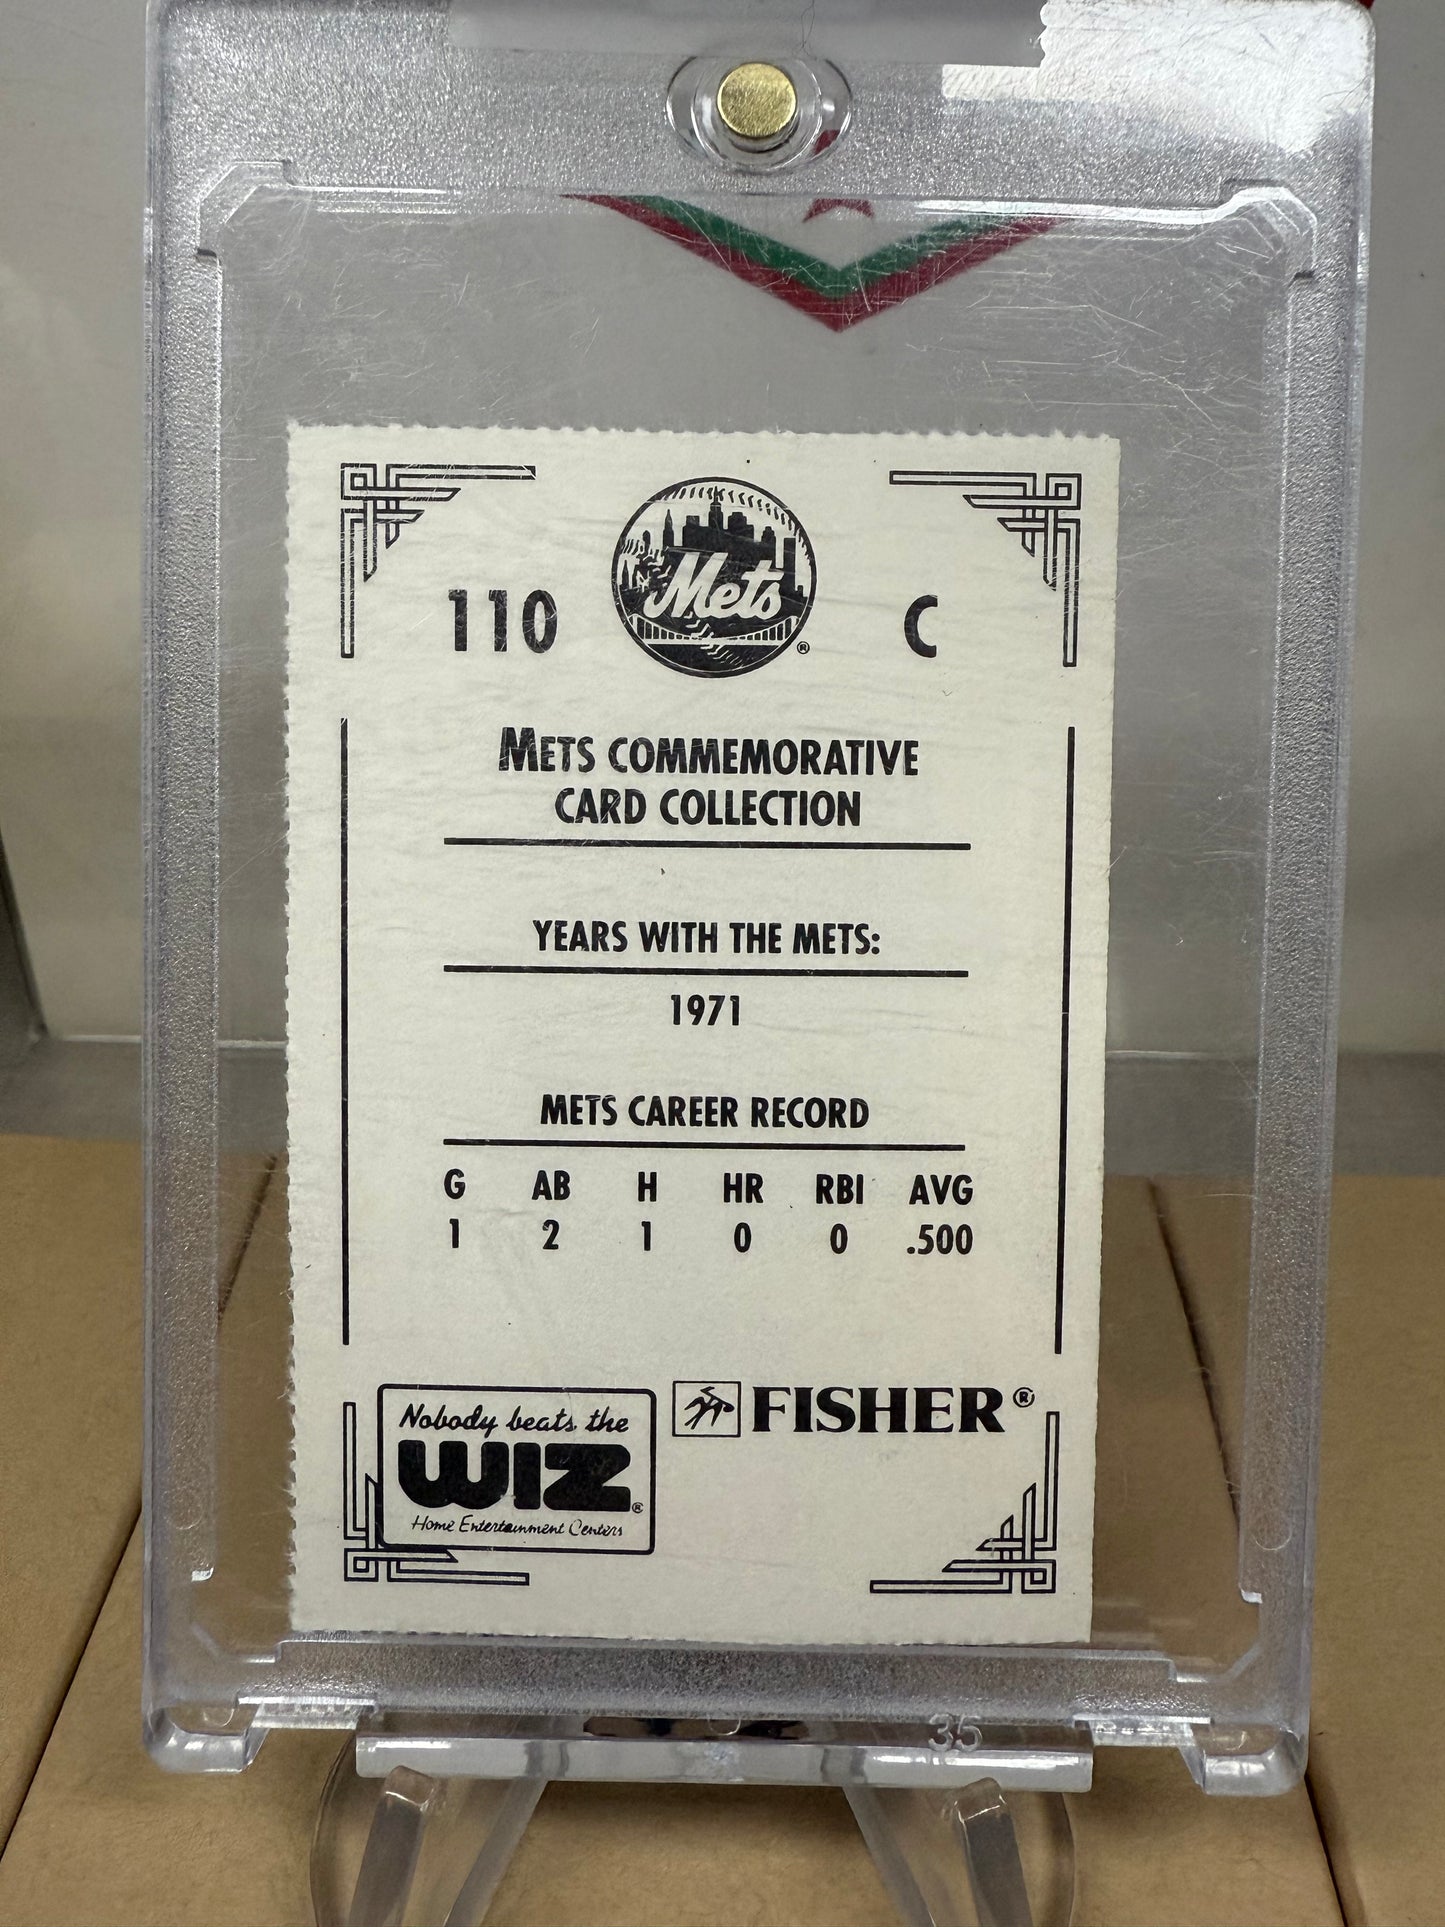 110 Mets ® C
METS COMMEMORATIVE
CARD COLLECTION
YEARS WITH THE METS:
1971
METS CAREER RECORD
G AB H HR RBI AVG
1 2 1 0 0 .500
Nobody beats the
WIZ ®
Home Entertainment Centers
FISHER ®
35